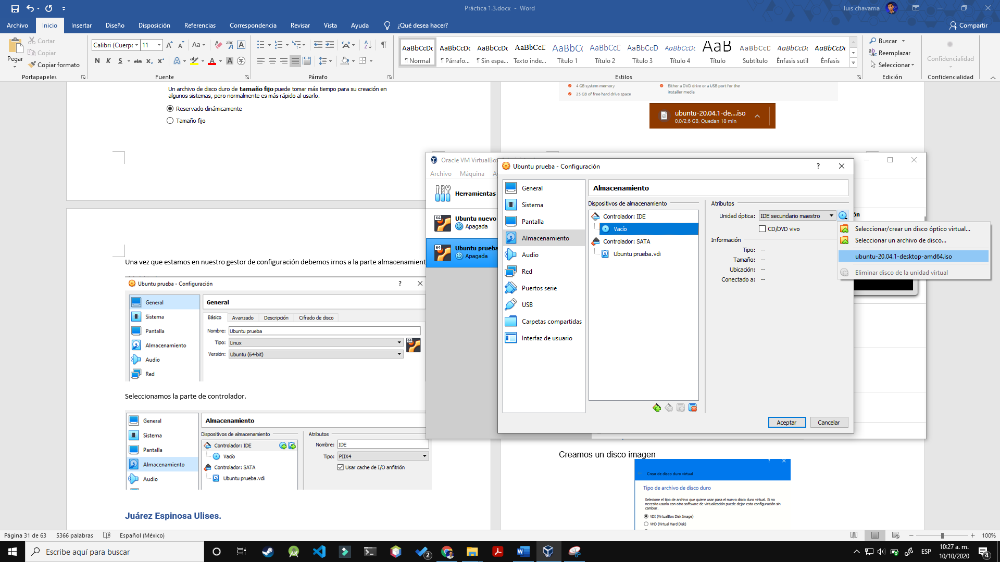 Práctica 1.3.docx - Word
luis chavarria
Archivo Inicio Insertar Diseño Disposición Referencias Correspondencia Revisar Vista Ayuda ¿Qué desea hacer? Compartir
Pegar
Cortar
Copiar
Copiar formato
Portapapeles
Calibri (Cuerpo 11
Fuente
Párrafo
AaBbCcDc AaBbCcDc AaBbCcDc AaBbCcD AaBbCc AaBbCcD AaBbCcD AaBbCcDc AaB AaBbCcD AaBbCcDc AaBbCcDc
¶ Normal ¶ Párrafo... ¶ Sin espa... Texto inde... Título 1 Título 2 Título 3 Título 4 Título Subtítulo Énfasis sutil Énfasis
Estilos
Buscar
Reemplazar
Seleccionar
Edición
Confidencialidad
Confidencialidad
Un archivo de disco duro de tamaño fijo puede tomar más tiempo para su creación en
algunos sistemas, pero normalmente es más rápido al usarlo.
Reservado dinámicamente
Tamaño fijo
Una vez que estamos en nuestro gestor de configuración debemos irnos a la parte almacenamient
Ubuntu prueba - Configuración ?
General
Sistema
Pantalla
Almacenamiento
Audio
Red
General
Básico Avanzado Descripción Cifrado de disco
Nombre: Ubuntu prueba
Tipo: Linux
Versión: Ubuntu (64-bit)
64
Seleccionamos la parte de controlador.
General
Sistema
Pantalla
Almacenamiento
Audio
Almacenamiento
Dispositivos de almacenamiento
Controlador: IDE
Vacío
Controlador: SATA
Ubuntu prueba.vdi
Atributos
Nombre: IDE
Tipo: PIIX4
Usar cache de I/O anfitrión
Juárez Espinosa Ulises.
4 GB system memory
25 GB of free hard drive space
Either a DVD drive or a USB port for the
installer media
ubuntu-20.04.1-de....iso
0,0/2,6 GB, Quedan 18 min
Oracle VM VirtualBox
Archivo Máquina
Herramientas
64
Ubuntu nuevo
Apagada
64
Ubuntu prueba
Apagada
Ubuntu prueba - Configuración ?
General
Sistema
Pantalla
Almacenamiento
Audio
Red
Puertos serie
USB
Carpetas compartidas
Interfaz de usuario
Almacenamiento
Dispositivos de almacenamiento
Controlador: IDE
Vacío
Controlador: SATA
Ubuntu prueba.vdi
Atributos
Unidad óptica: IDE secundario maestro
CD/DVD vivo
Información
Tipo: --
Tamaño: --
Ubicación: --
Conectado a: --
Seleccionar/crear un disco óptico virtual...
Seleccionar un archivo de disco...
ubuntu-20.04.1-desktop-amd64.iso
Eliminar disco de la unidad virtual
Aceptar Cancelar
Creamos un disco imagen
Crear de disco duro virtual
Tipo de archivo de disco duro
Selecione el tipo de archivo que quiere usar para el nuevo disco duro virtual. Si no
necesita usarlo con otro software de virtualización puede dejar esta configuración sin
cambiar.
VDI (VirtualBox Disk Image)
VHD (Virtual Hard Disk)
Página 31 de 63 5366 palabras Español (México) 100%
Escribe aquí para buscar
2
ESP
10:27 a. m.
10/10/2020
4